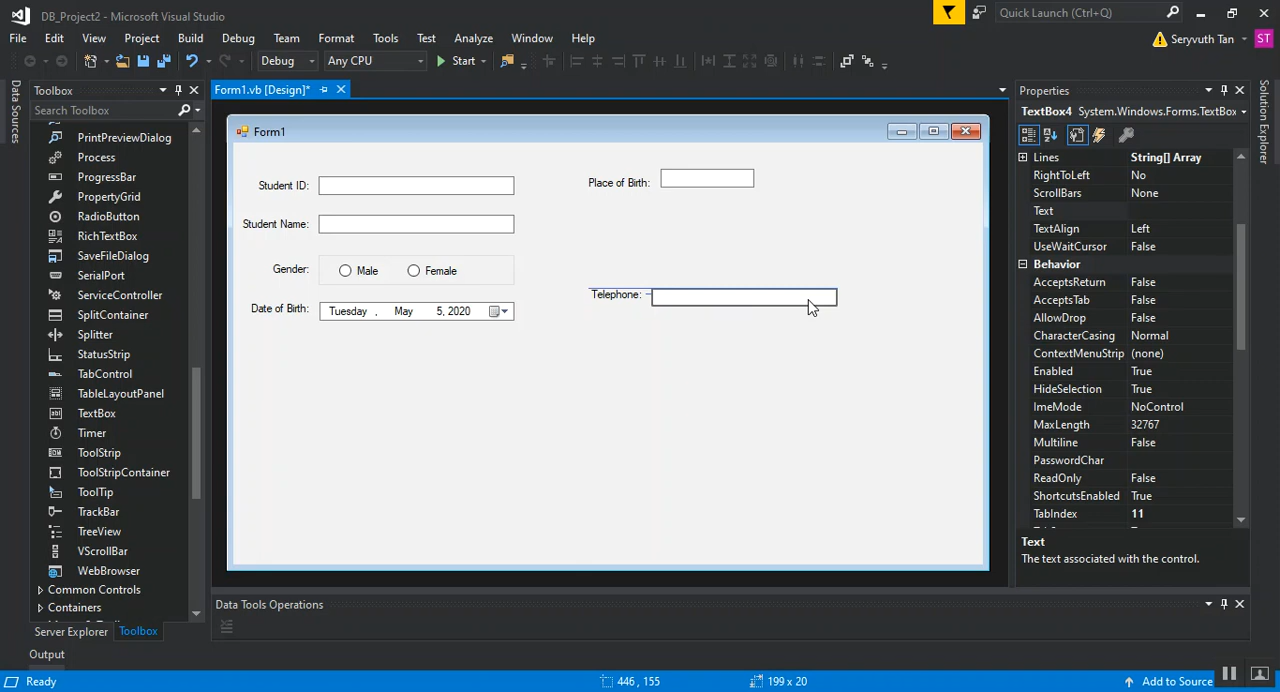 DB_Project2 - Microsoft Visual Studio
Quick Launch (Ctrl+Q)
File Edit View Project Build Debug Team Format Tools Test Analyze Window Help
Seryvuth Tan ST
Debug Any CPU Start
Data Sources
Toolbox
Search Toolbox
PrintPreviewDialog
Process
ProgressBar
PropertyGrid
RadioButton
RichTextBox
SaveFileDialog
SerialPort
ServiceController
SplitContainer
Splitter
StatusStrip
TabControl
TableLayoutPanel
TextBox
Timer
ToolStrip
ToolStripContainer
ToolTip
TrackBar
TreeView
VScrollBar
WebBrowser
Common Controls
Containers
Server Explorer Toolbox
Output
Form1.vb [Design]*
Form1
Student ID:
Student Name:
Gender: Male Female
Date of Birth: Tuesday , May 5, 2020
Place of Birth:
Telephone:
Data Tools Operations
Properties
TextBox4 System.Windows.Forms.TextBox
Lines String[] Array
RightToLeft No
ScrollBars None
Text
TextAlign Left
UseWaitCursor False
Behavior
AcceptsReturn False
AcceptsTab False
AllowDrop False
CharacterCasing Normal
ContextMenuStrip (none)
Enabled True
HideSelection True
ImeMode NoControl
MaxLength 32767
Multiline False
PasswordChar
ReadOnly False
ShortcutsEnabled True
TabIndex 11
Text
The text associated with the control.
Solution Explorer
Ready 446 , 155 199 x 20 Add to Source